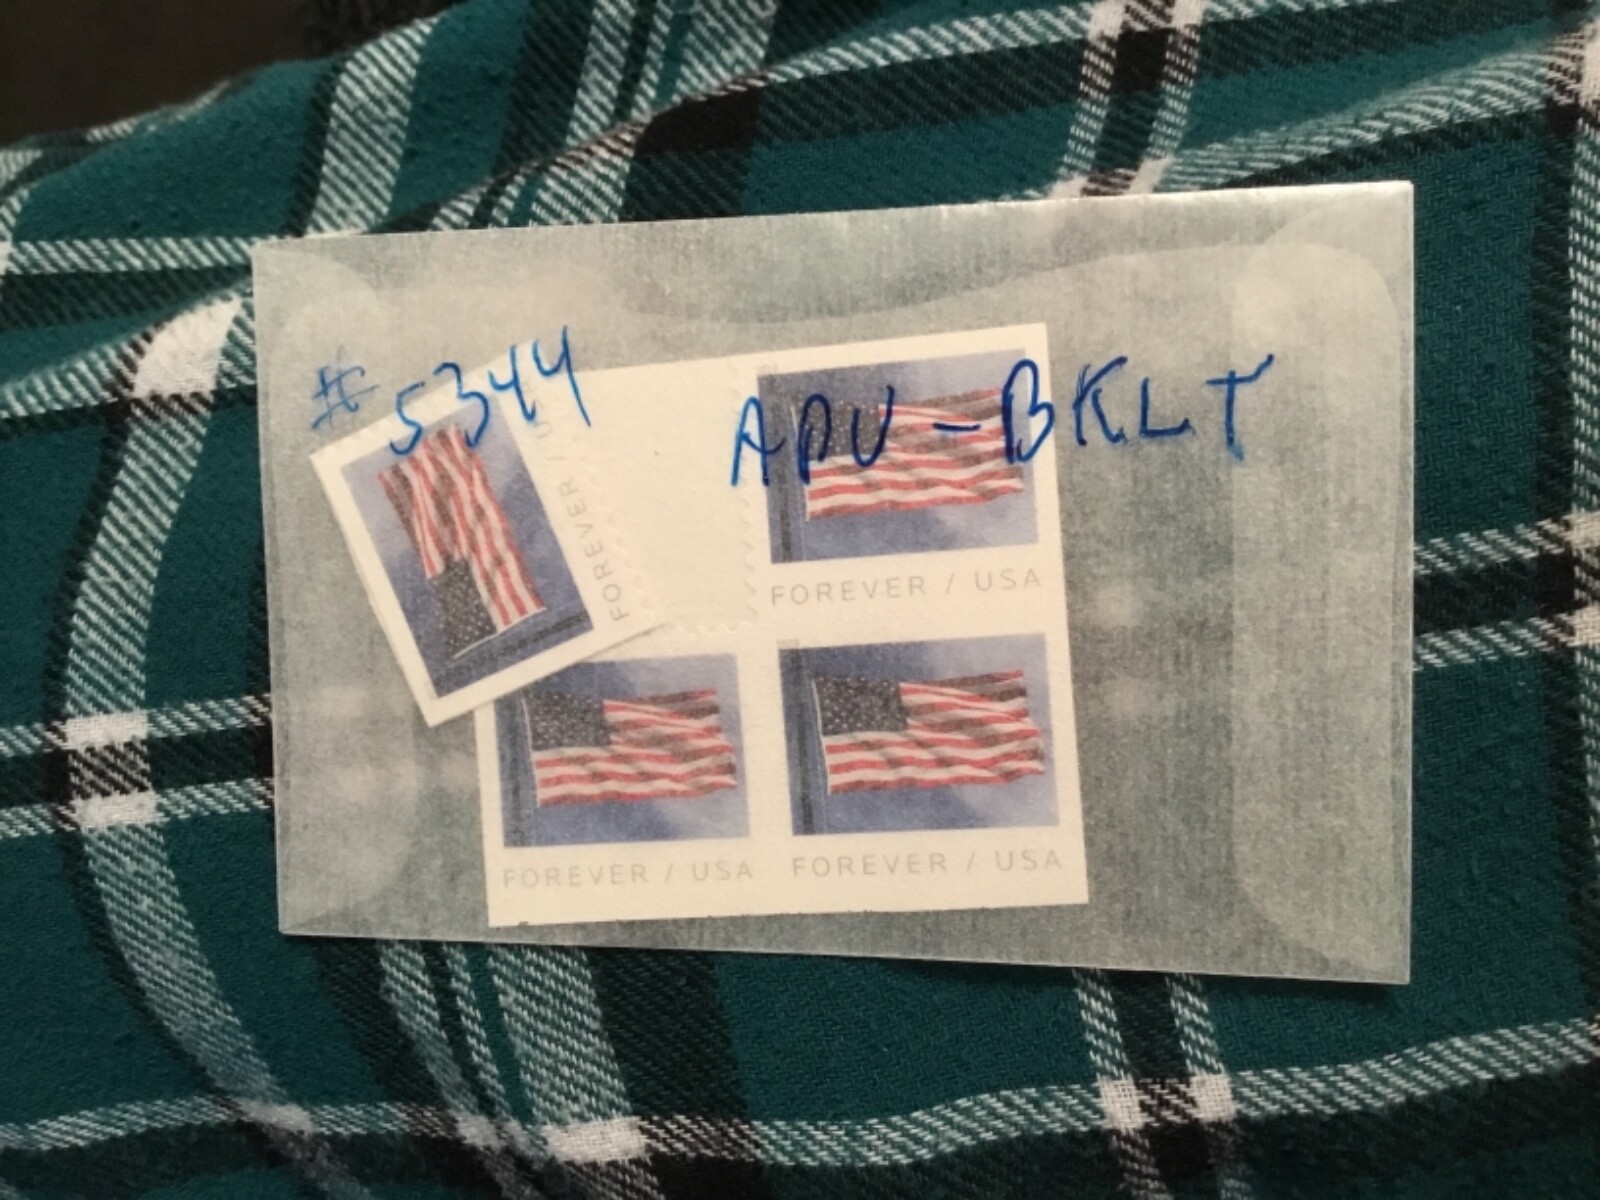 #5344 APU-BKLT
FOREVER / U
FOREVER / USA
FOREVER / USA FOREVER / USA